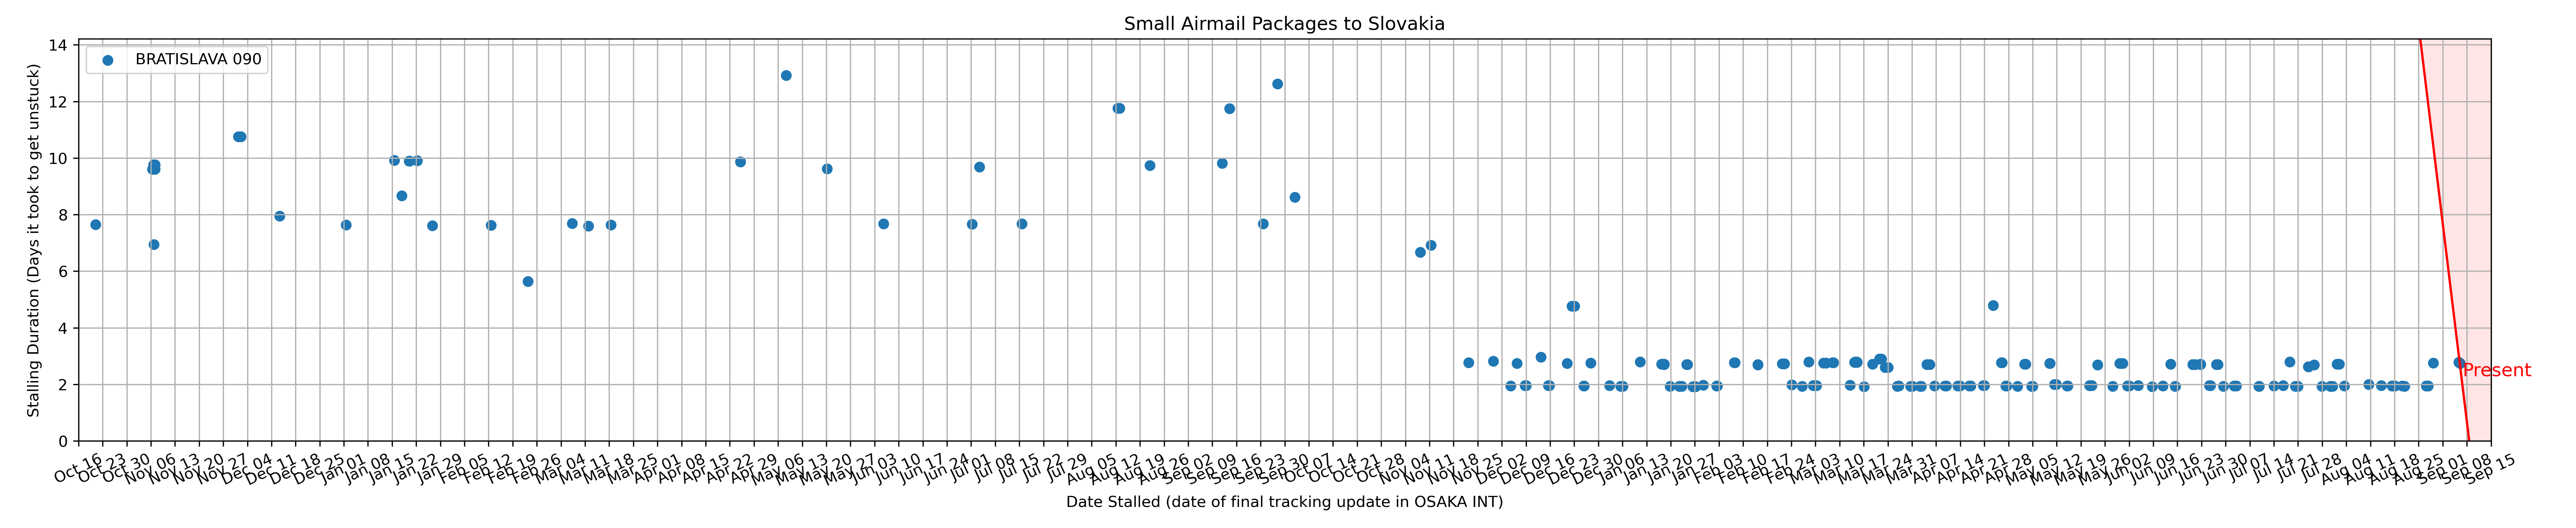 Small Airmail Packages to Slovakia
BRATISLAVA 090
Stalling Duration (Days it took to get unstuck)
14
12
10
8
6
4
2
0
Present
Oct 16
Oct 23
Oct 30
Nov 06
Nov 13
Nov 20
Nov 27
Dec 04
Dec 11
Dec 18
Dec 25
Jan 01
Jan 08
Jan 15
Jan 22
Jan 29
Feb 05
Feb 12
Feb 19
Feb 26
Mar 04
Mar 11
Mar 18
Mar 25
Apr 01
Apr 08
Apr 15
Apr 22
Apr 29
May 06
May 13
May 20
May 27
Jun 03
Jun 10
Jun 17
Jun 24
Jul 01
Jul 08
Jul 15
Jul 22
Jul 29
Aug 05
Aug 12
Aug 19
Aug 26
Sep 02
Sep 09
Sep 16
Sep 23
Sep 30
Oct 07
Oct 14
Oct 21
Oct 28
Nov 04
Nov 11
Nov 18
Nov 25
Dec 02
Dec 09
Dec 16
Dec 23
Dec 30
Jan 06
Jan 13
Jan 20
Jan 27
Feb 03
Feb 10
Feb 17
Feb 24
Mar 03
Mar 10
Mar 17
Mar 24
Mar 31
Apr 07
Apr 14
Apr 21
Apr 28
May 05
May 12
May 19
May 26
Jun 02
Jun 09
Jun 16
Jun 23
Jun 30
Jul 07
Jul 14
Jul 21
Jul 28
Aug 04
Aug 11
Aug 18
Aug 25
Sep 01
Sep 08
Sep 15
Date Stalled (date of final tracking update in OSAKA INT)